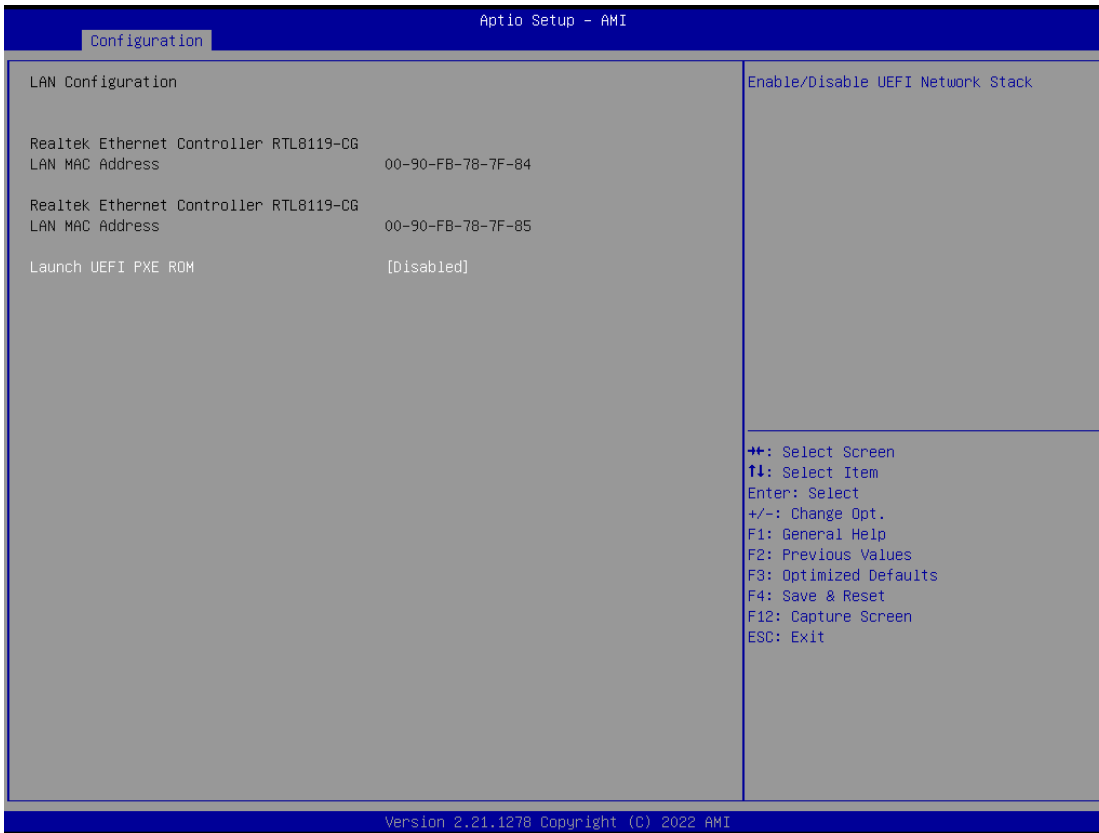 Aptio Setup - AMI
Configuration
LAN Configuration
Enable/Disable UEFI Network Stack
Realtek Ethernet Controller RTL8119-CG
LAN MAC Address 00-90-FB-78-7F-84
Realtek Ethernet Controller RTL8119-CG
LAN MAC Address 00-90-FB-78-7F-85
Launch UEFI PXE ROM [Disabled]
→←: Select Screen
↑↓: Select Item
Enter: Select
+/-: Change Opt.
F1: General Help
F2: Previous Values
F3: Optimized Defaults
F4: Save & Reset
F12: Capture Screen
ESC: Exit
Version 2.21.1278 Copyright (C) 2022 AMI